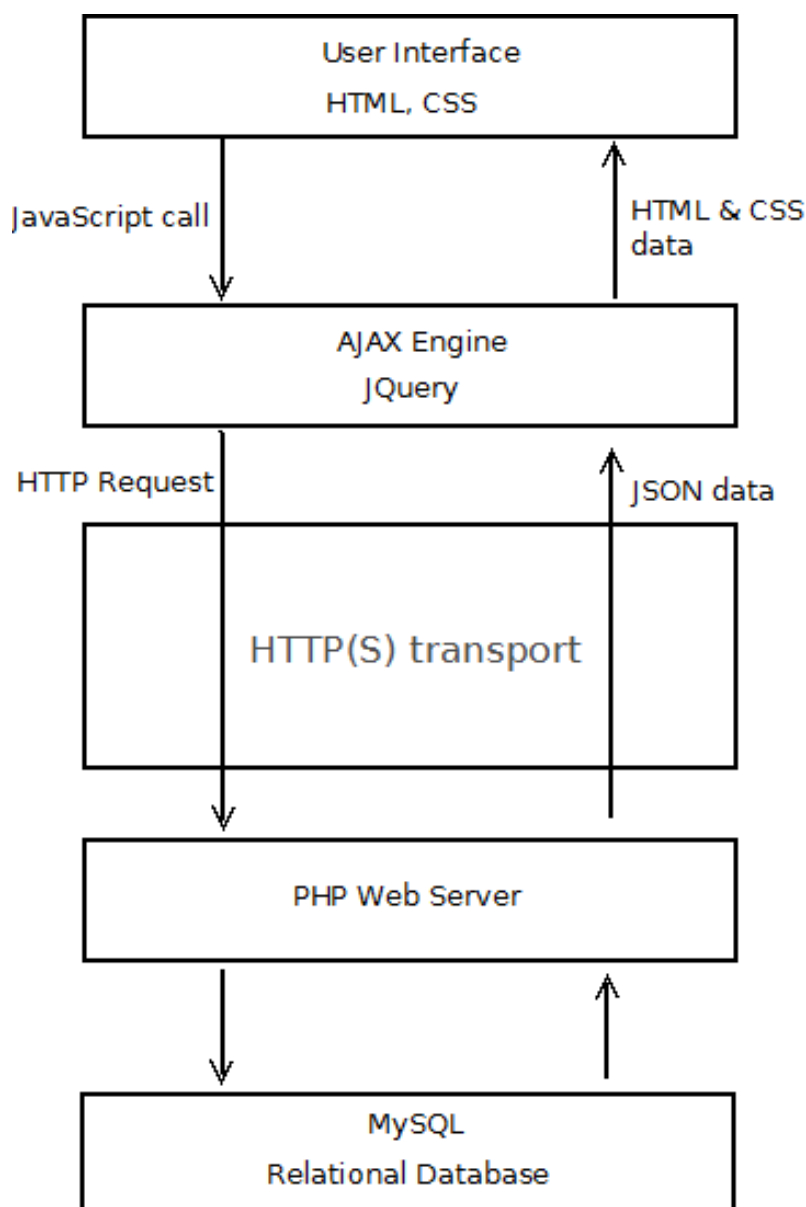 User Interface
HTML, CSS
JavaScript call
HTML & CSS
data
AJAX Engine
JQuery
HTTP Request
JSON data
HTTP(S) transport
PHP Web Server
MySQL
Relational Database